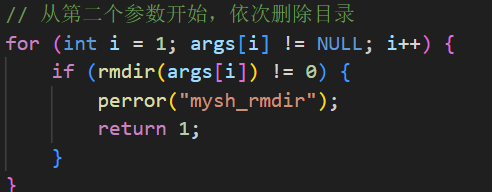 // 从第二个参数开始，依次删除目录
for (int i = 1; args[i] != NULL; i++) {
    if (rmdir(args[i]) != 0) {
        perror("mysh_rmdir");
        return 1;
    }
}